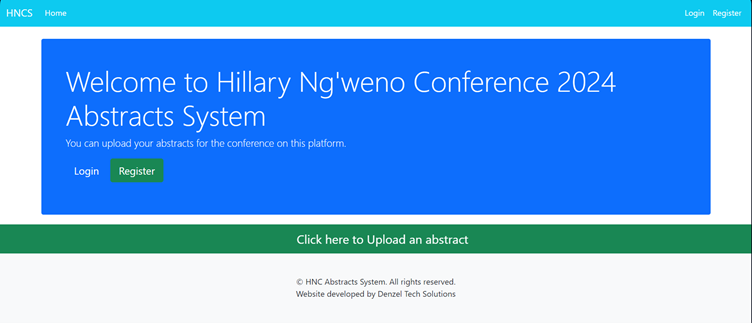 HNCS Home Login Register
Welcome to Hillary Ng'weno Conference 2024
Abstracts System
You can upload your abstracts for the conference on this platform.
Login Register
Click here to Upload an abstract
© HNC Abstracts System. All rights reserved.
Website developed by Denzel Tech Solutions